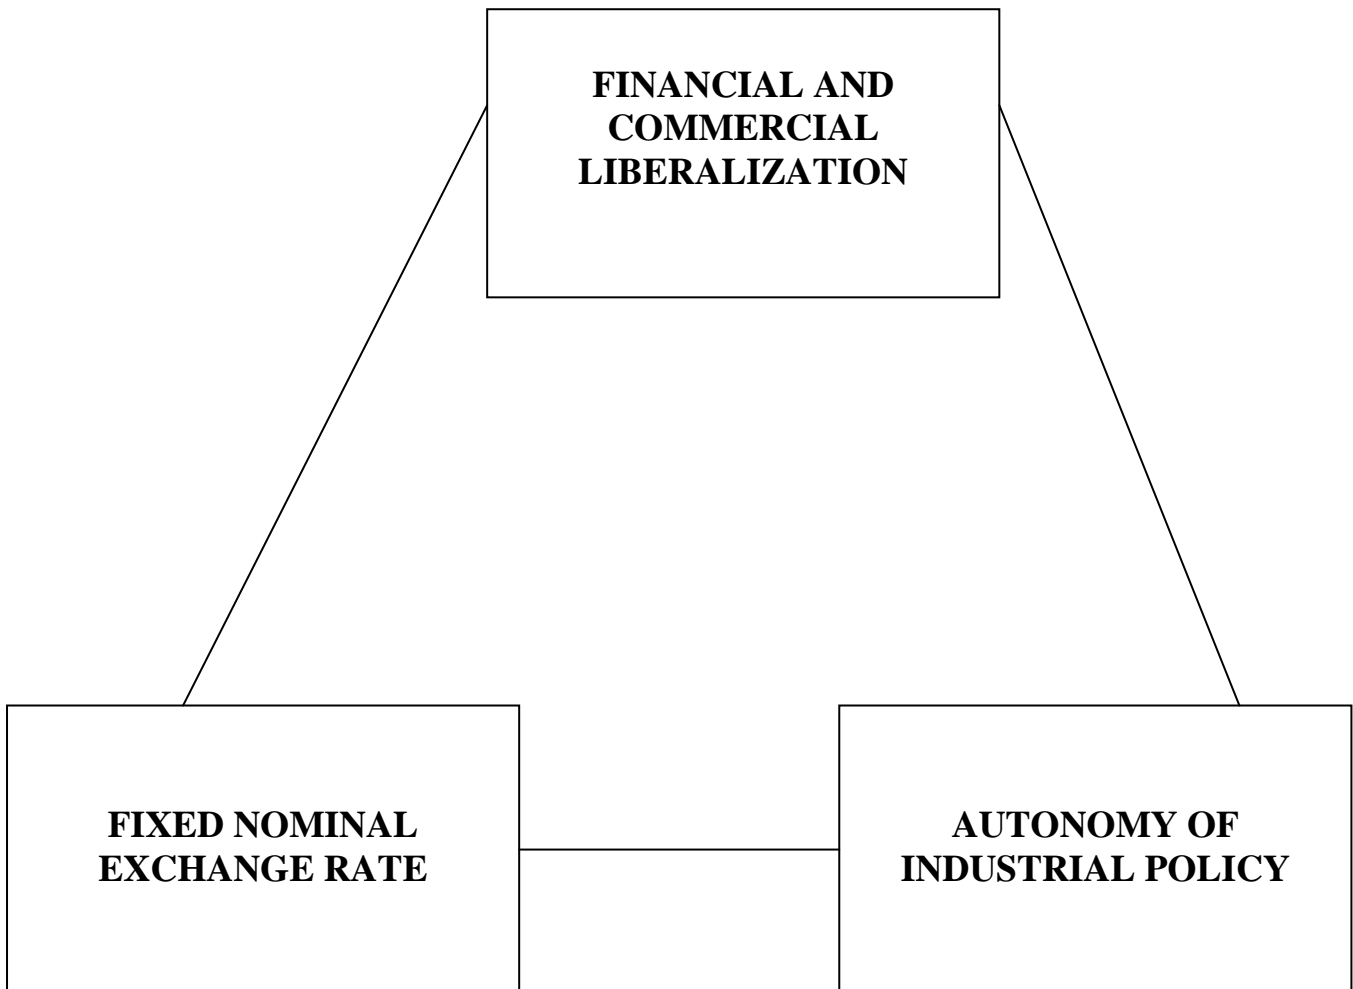 FINANCIAL AND
COMMERCIAL
LIBERALIZATION
FIXED NOMINAL
EXCHANGE RATE
AUTONOMY OF
INDUSTRIAL POLICY